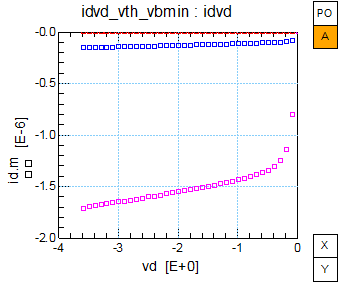 idvd_vth_vbmin : idvd
PO
A
-0.0
-0.5
-1.0
-1.5
-2.0
id.m [E-6]
-4
-3
-2
-1
0
vd [E+0]
X
Y